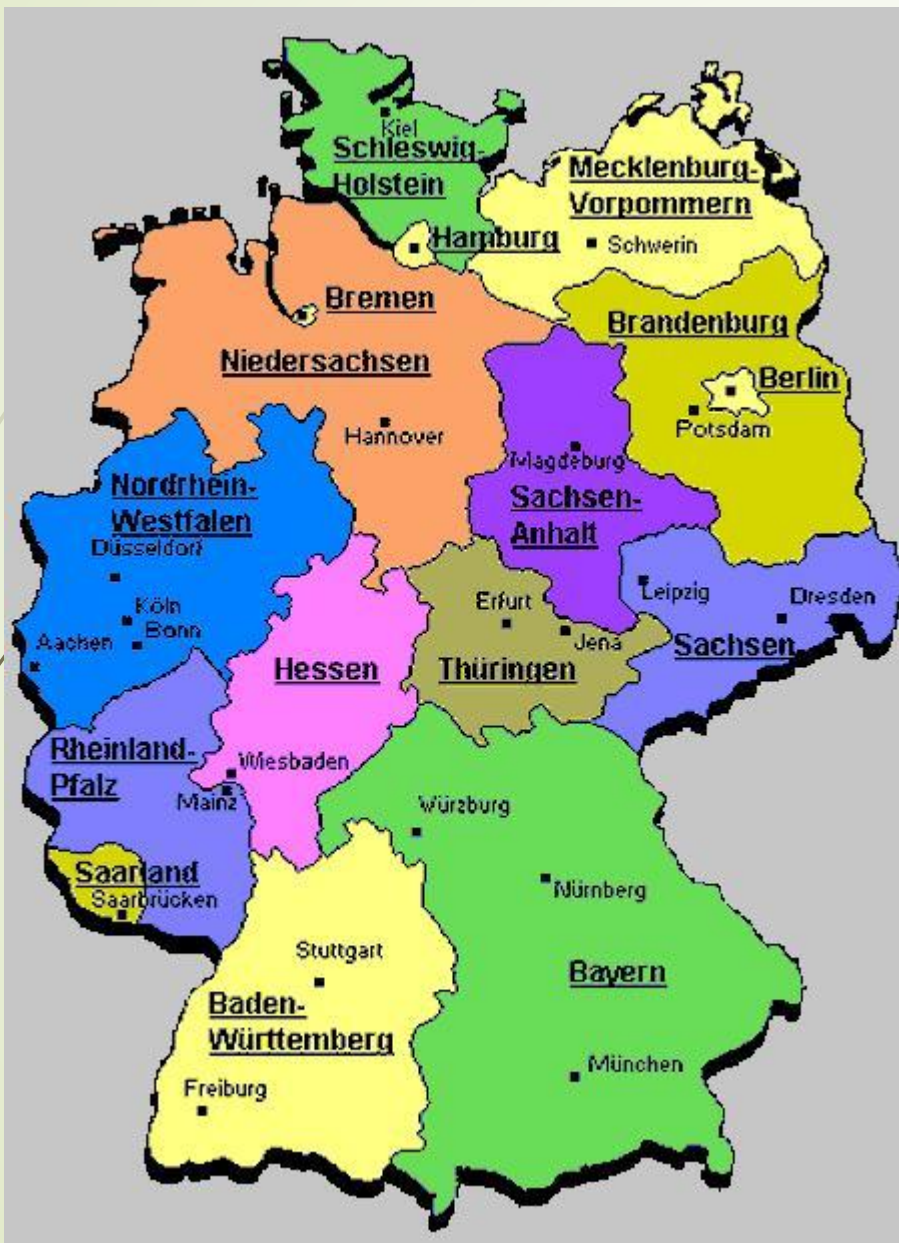 Kiel
Schleswig-
Holstein
Mecklenburg-
Vorpommern
Schwerin
Hamburg
Bremen
Brandenburg
Niedersachsen
Berlin
Potsdam
Hannover
Magdeburg
Sachsen-
Anhalt
Nordrhein-
Westfalen
Düsseldorf
Köln
Bonn
Aachen
Leipzig
Dresden
Sachsen
Erfurt
Jena
Thüringen
Hessen
Rheinland-
Pfalz
Wiesbaden
Mainz
Würzburg
Saarland
Saarbrücken
Nürnberg
Stuttgart
Bayern
Baden-
Württemberg
München
Freiburg